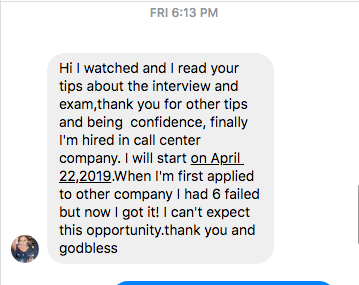 FRI 6:13 PM
Hi I watched and I read your
tips about the interview and
exam,thank you for other tips
and being  confidence, finally
I'm hired in call center
company. I will start on April
22,2019.When I'm first applied
to other company I had 6 failed
but now I got it! I can't expect
this opportunity.thank you and
godbless